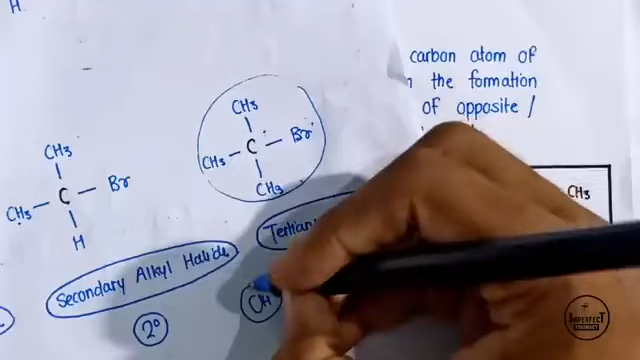 H
carbon atom of
the formation
of opposite /
CH3
CH3 - C - Br
CH3
CH3
CH3 - C - Br
H
CH3
Secondary Alkyl Halide
2°
IMPERFECT
PHARMACY